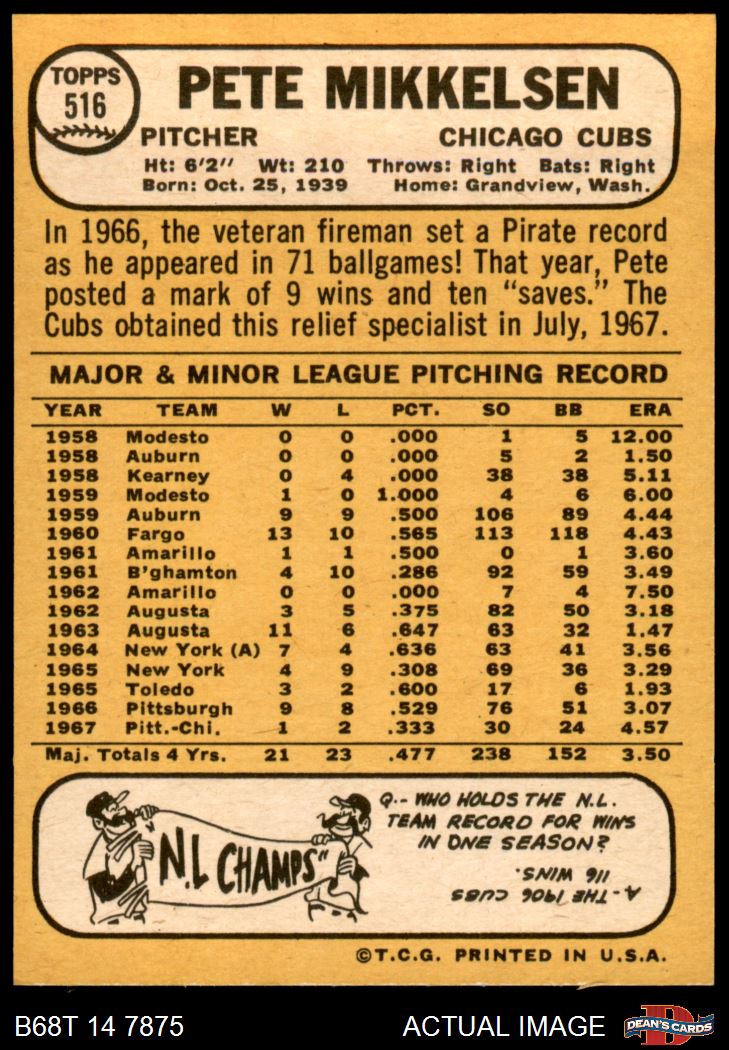 TOPPS
516
PETE MIKKELSEN
PITCHER CHICAGO CUBS
Ht: 6'2" Wt: 210 Throws: Right Bats: Right
Born: Oct. 25, 1939 Home: Grandview, Wash.
In 1966, the veteran fireman set a Pirate record
as he appeared in 71 ballgames! That year, Pete
posted a mark of 9 wins and ten “saves.” The
Cubs obtained this relief specialist in July, 1967.
MAJOR & MINOR LEAGUE PITCHING RECORD
YEAR TEAM W L PCT. SO BB ERA
1958 Modesto 0 0 .000 1 5 12.00
1958 Auburn 0 0 .000 5 2 1.50
1958 Kearney 0 4 .000 38 38 5.11
1959 Modesto 1 0 1.000 4 6 6.00
1959 Auburn 9 9 .500 106 89 4.44
1960 Fargo 13 10 .565 113 118 4.43
1961 Amarillo 1 1 .500 0 1 3.60
1961 B'ghamton 4 10 .286 92 59 3.49
1962 Amarillo 0 0 .000 7 4 7.50
1962 Augusta 3 5 .375 82 50 3.18
1963 Augusta 11 6 .647 63 32 1.47
1964 New York (A) 7 4 .636 63 41 3.56
1965 New York 4 9 .308 69 36 3.29
1965 Toledo 3 2 .600 17 6 1.93
1966 Pittsburgh 9 8 .529 76 51 3.07
1967 Pitt.-Chi. 1 2 .333 30 24 4.57
Maj. Totals 4 Yrs. 21 23 .477 238 152 3.50
"N.L CHAMPS"
Q.- WHO HOLDS THE N.L.
TEAM RECORD FOR WINS
IN ONE SEASON?
A- THE 1906 CUBS
116 WINS.
©T.C.G. PRINTED IN U.S.A.
B68T 14 7875 ACTUAL IMAGE
D
DEAN'S CARDS